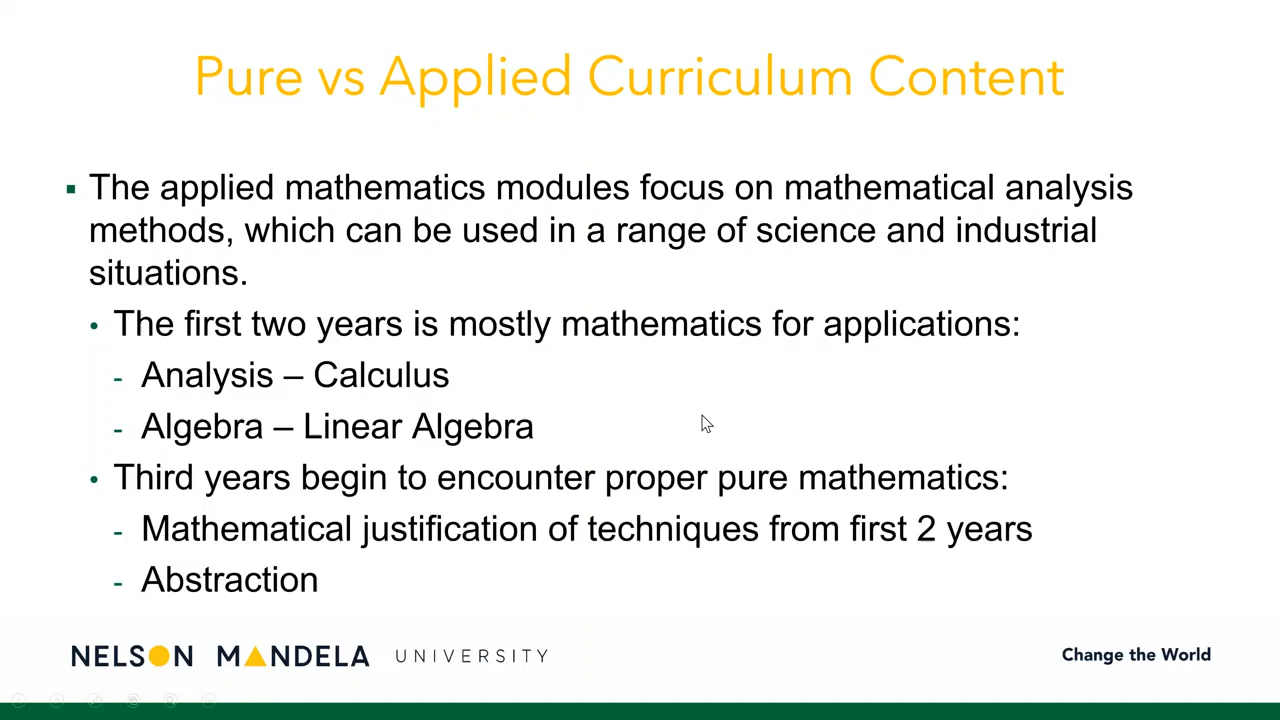 Pure vs Applied Curriculum Content
▪ The applied mathematics modules focus on mathematical analysis
methods, which can be used in a range of science and industrial
situations.
• The first two years is mostly mathematics for applications:
- Analysis – Calculus
- Algebra – Linear Algebra
• Third years begin to encounter proper pure mathematics:
- Mathematical justification of techniques from first 2 years
- Abstraction
NELSON MANDELA UNIVERSITY
Change the World